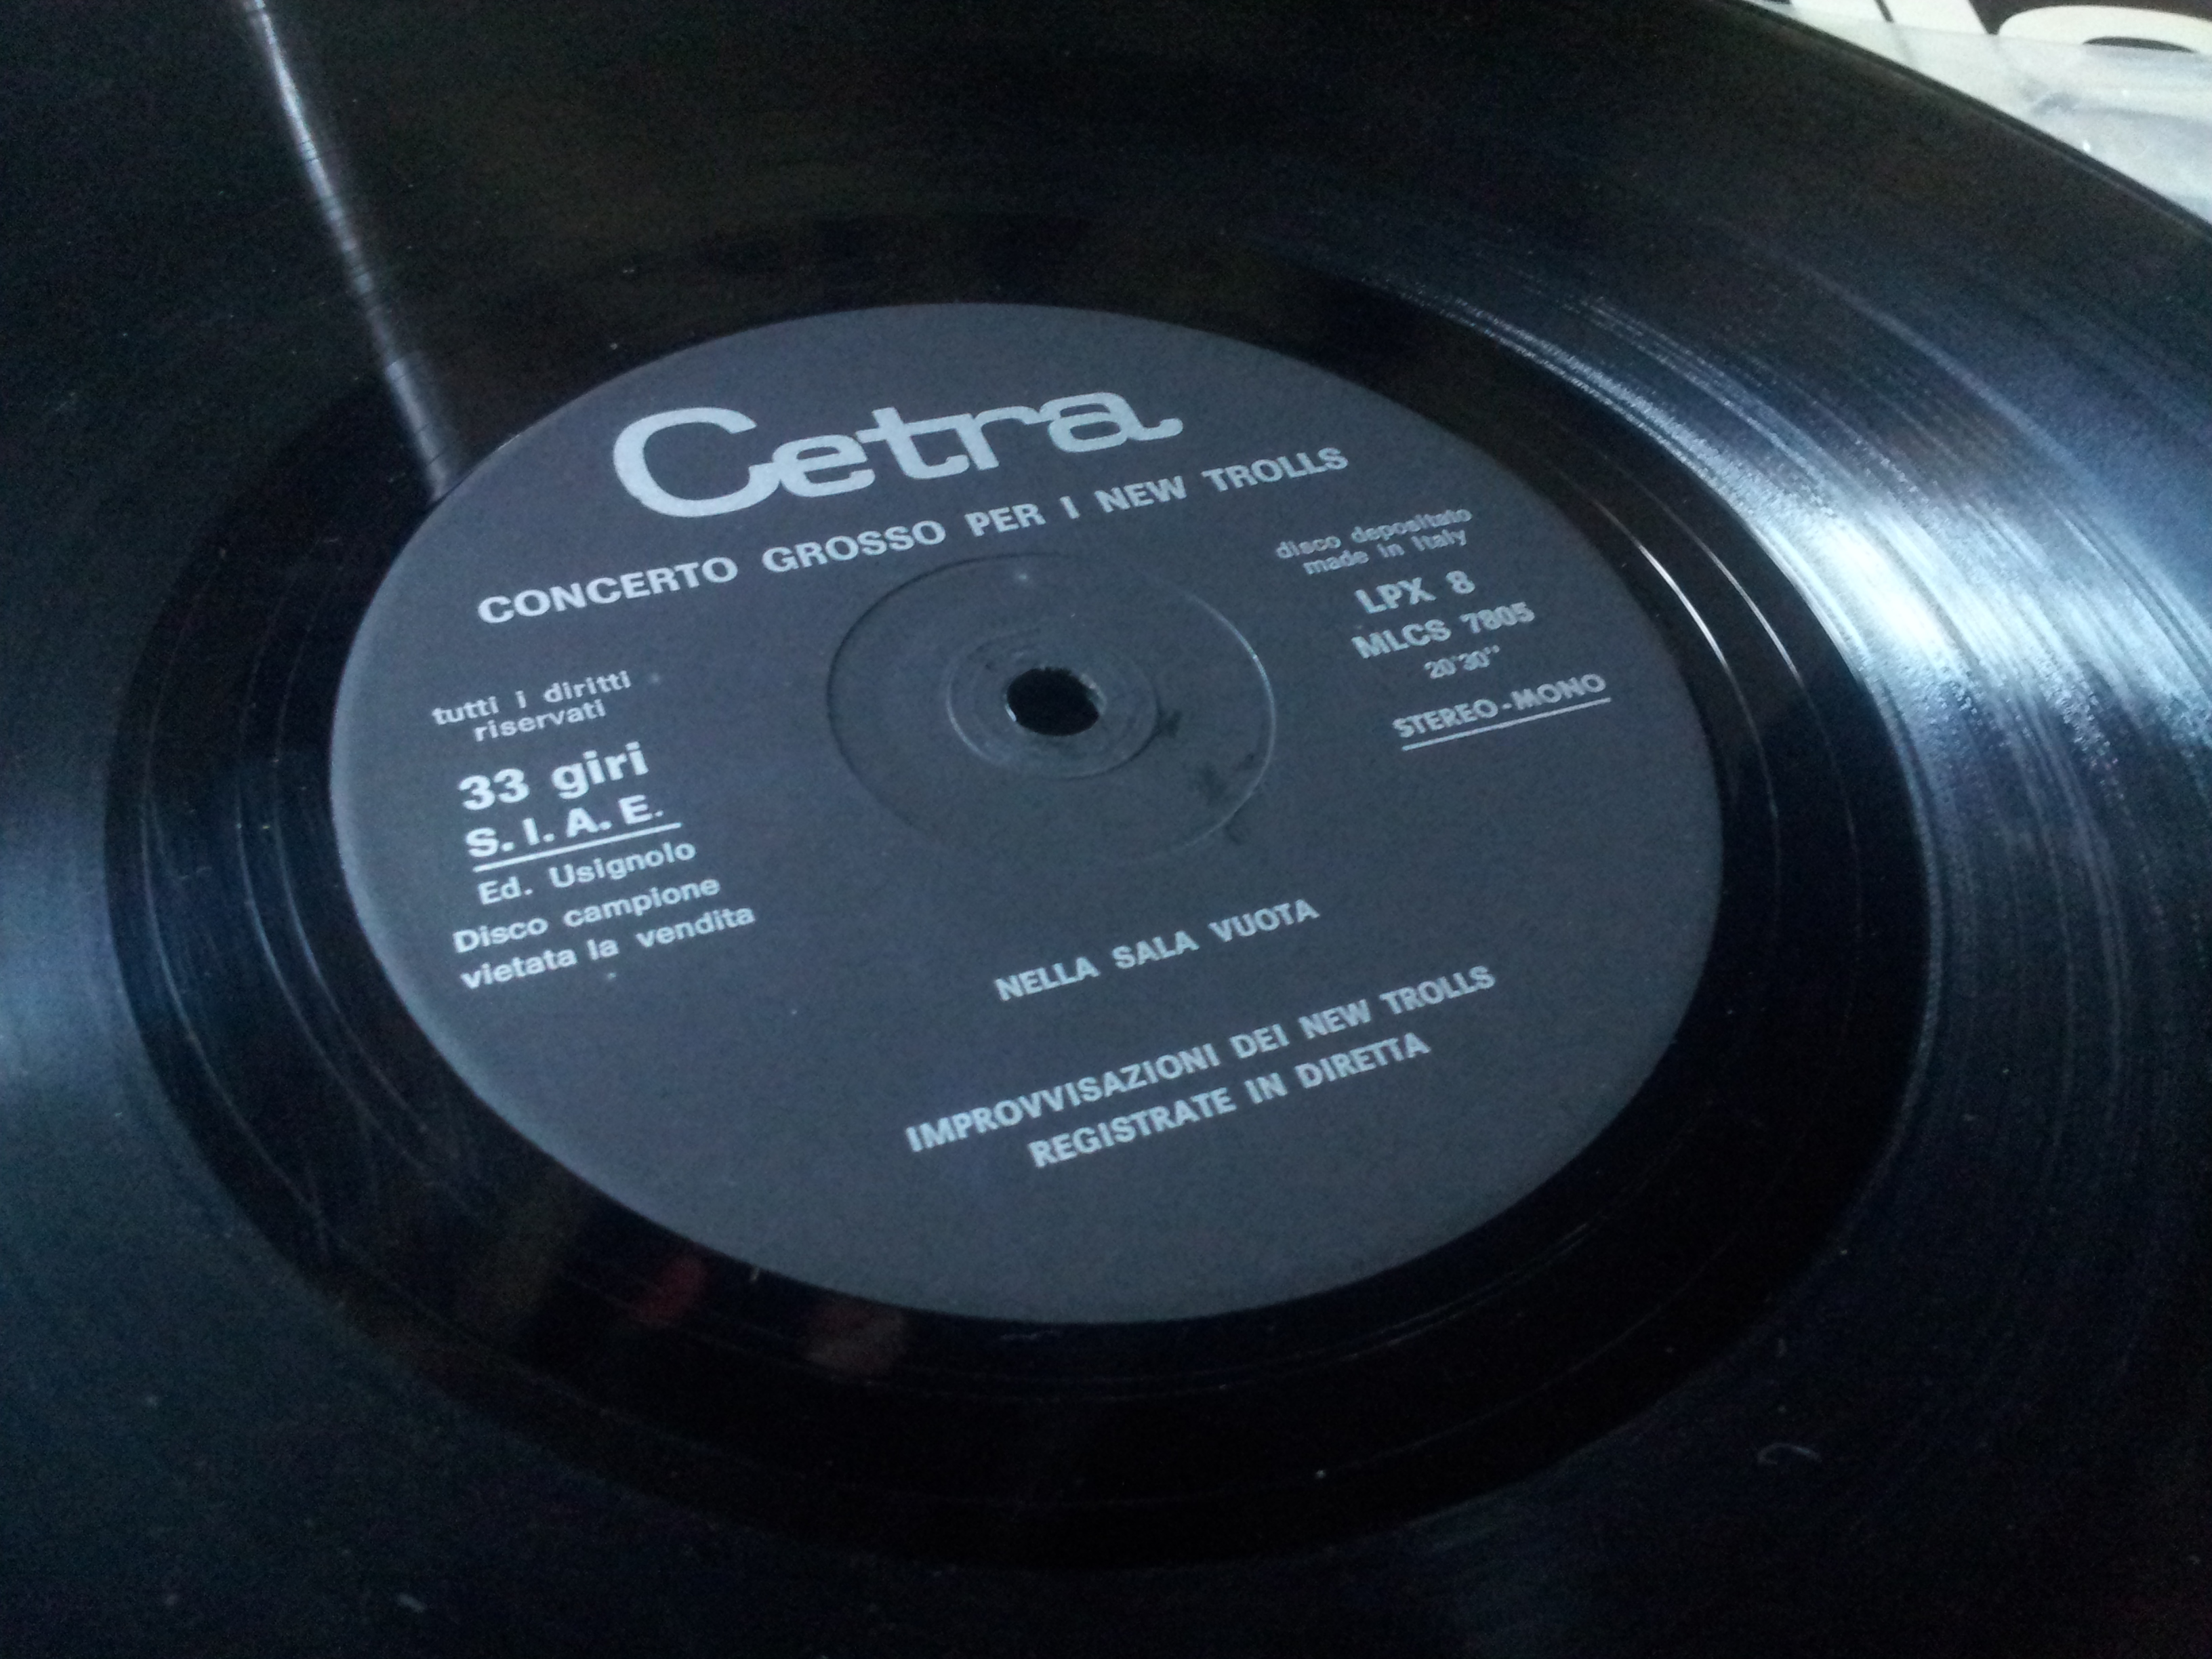 Cetra
CONCERTO GROSSO PER I NEW TROLLS
disco depositato
made in Italy
LPX 8
MLCS 7805
20'30''
STEREO-MONO
tutti i diritti
riservati
33 giri
S. I. A. E.
Ed. Usignolo
Disco campione
vietata la vendita
NELLA SALA VUOTA
IMPROVVISAZIONI DEI NEW TROLLS
REGISTRATE IN DIRETTA